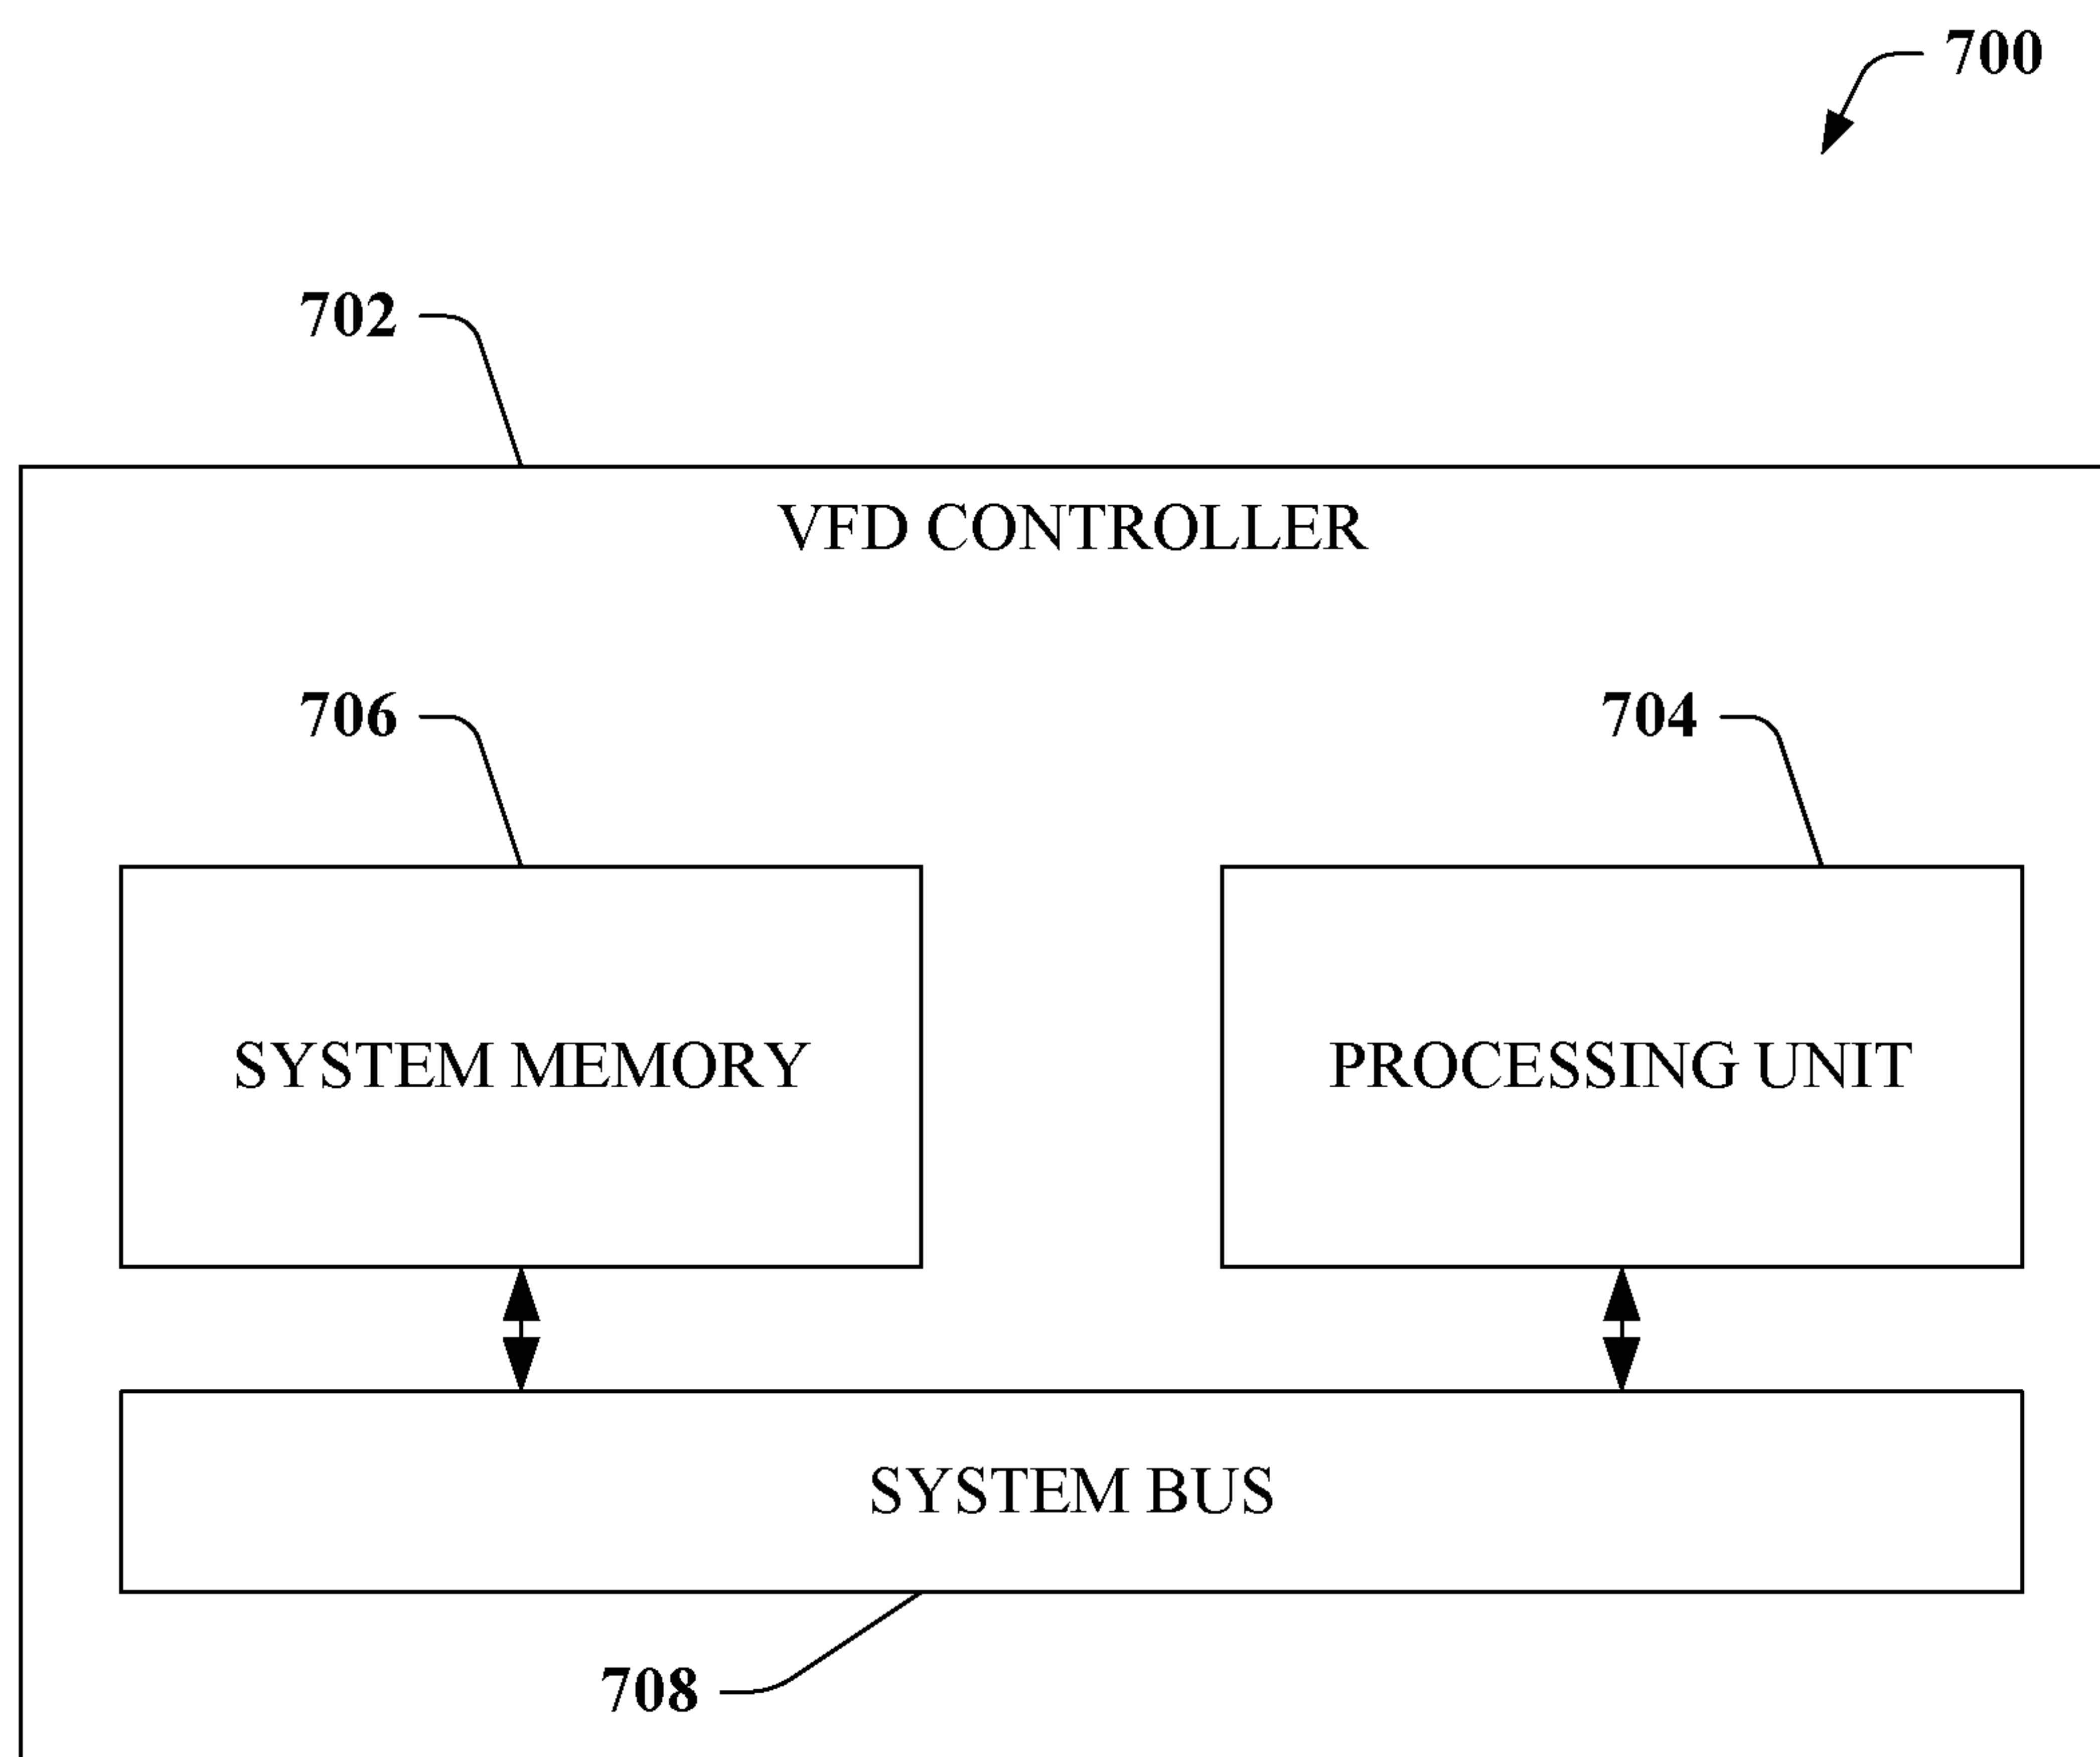 700
702
VFD CONTROLLER
706
704
SYSTEM MEMORY
PROCESSING UNIT
SYSTEM BUS
708